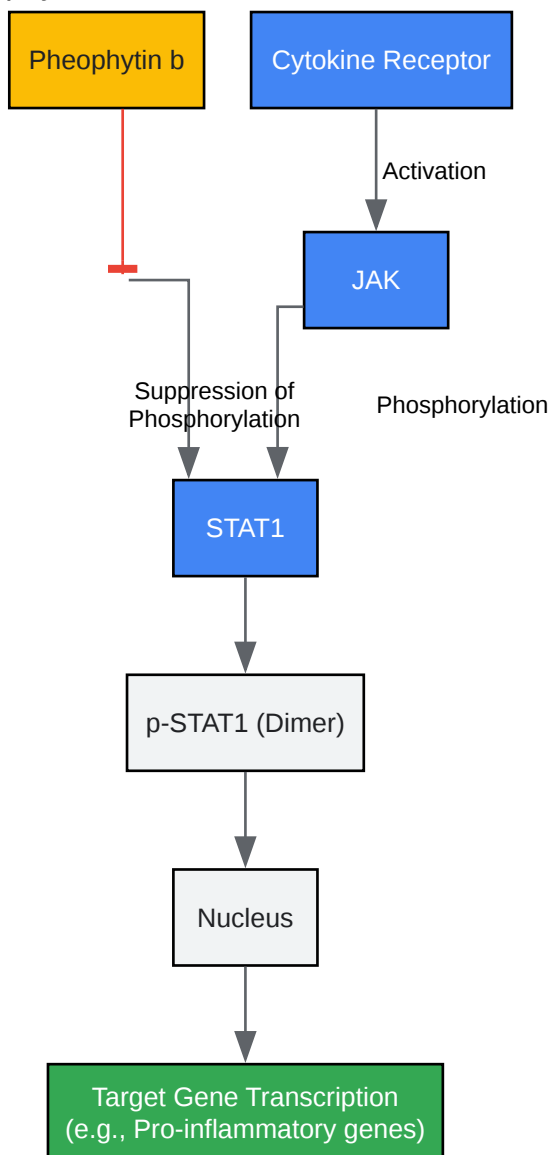 Pheophytin b
Cytokine Receptor
Activation
JAK
Suppression of
Phosphorylation
Phosphorylation
STAT1
p-STAT1 (Dimer)
Nucleus
Target Gene Transcription
(e.g., Pro-inflammatory genes)